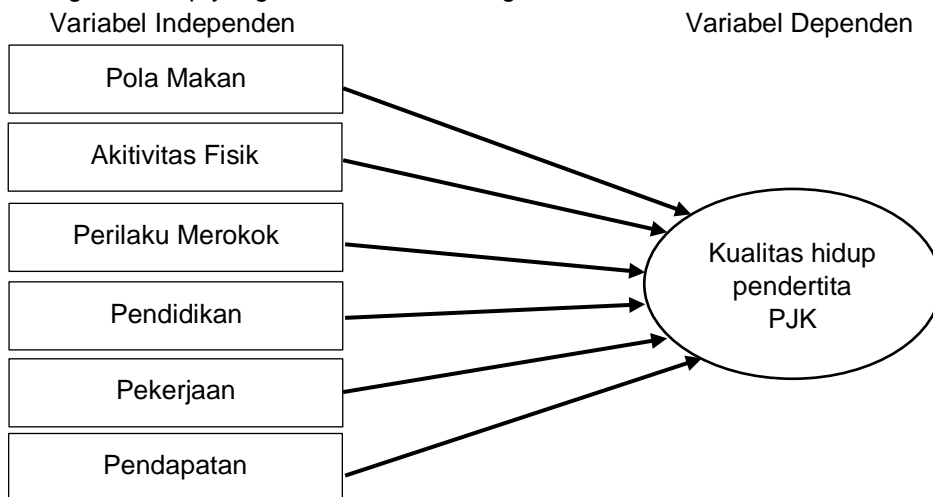 Variabel Independen
Variabel Dependen
Pola Makan
Akitivitas Fisik
Perilaku Merokok
Pendidikan
Pekerjaan
Pendapatan
Kualitas hidup
pendertita
PJK